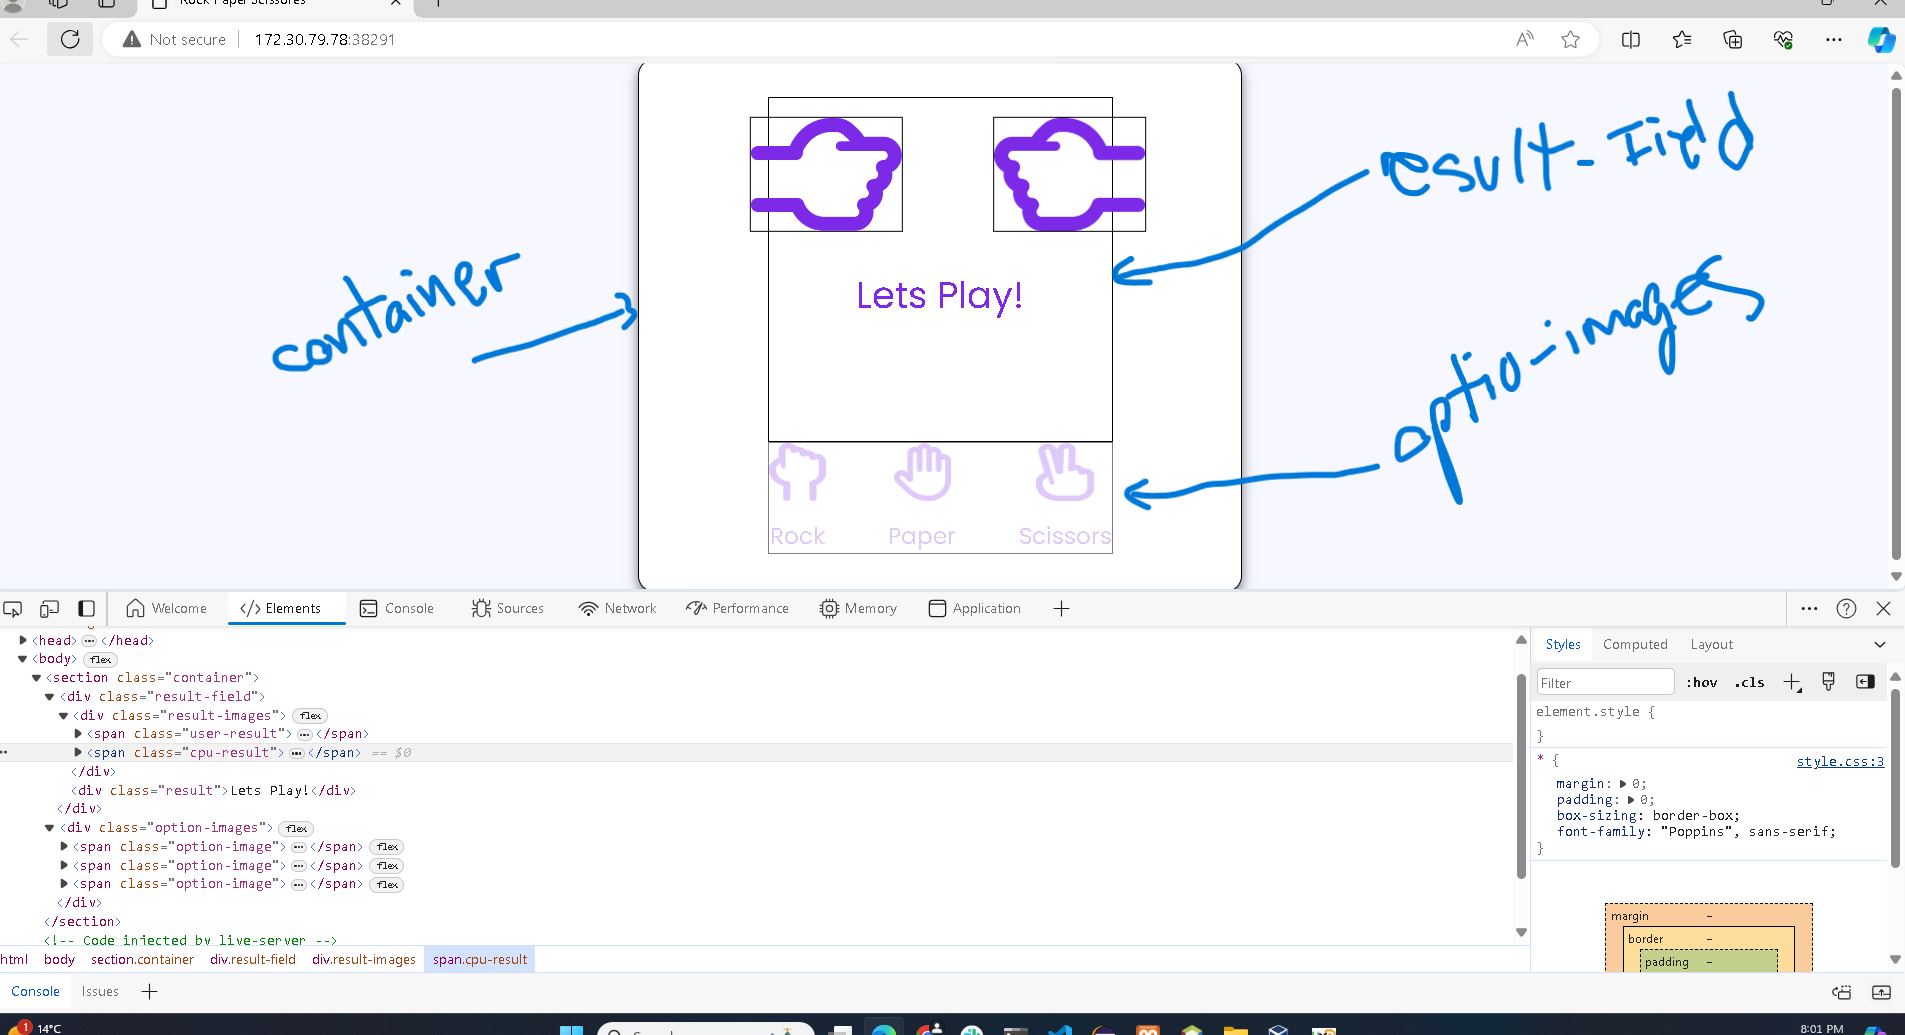 Rock Paper Scissores
Not secure
172.30.79.78:38291
result-Field
Lets Play!
container
optio-images
Rock
Paper
Scissors
Welcome
</> Elements
Console
Sources
Network
Performance
Memory
Application
<head> ··· </head>
<body> flex
<section class="container">
<div class="result-field">
<div class="result-images"> flex
<span class="user-result"> ··· </span>
<span class="cpu-result"> ··· </span> == $0
</div>
<div class="result">Lets Play!</div>
</div>
<div class="option-images"> flex
<span class="option-image"> ··· </span> flex
<span class="option-image"> ··· </span> flex
<span class="option-image"> ··· </span> flex
</div>
</section>
<!-- Code injected by live-server -->
html body section.container div.result-field div.result-images span.cpu-result
Styles
Computed
Layout
Filter
:hov
.cls
element.style {
}
* {
style.css:3
margin: 0;
padding: 0;
box-sizing: border-box;
font-family: "Poppins", sans-serif;
}
margin -
border -
padding -
Console
Issues
1
14°C
8:01 PM